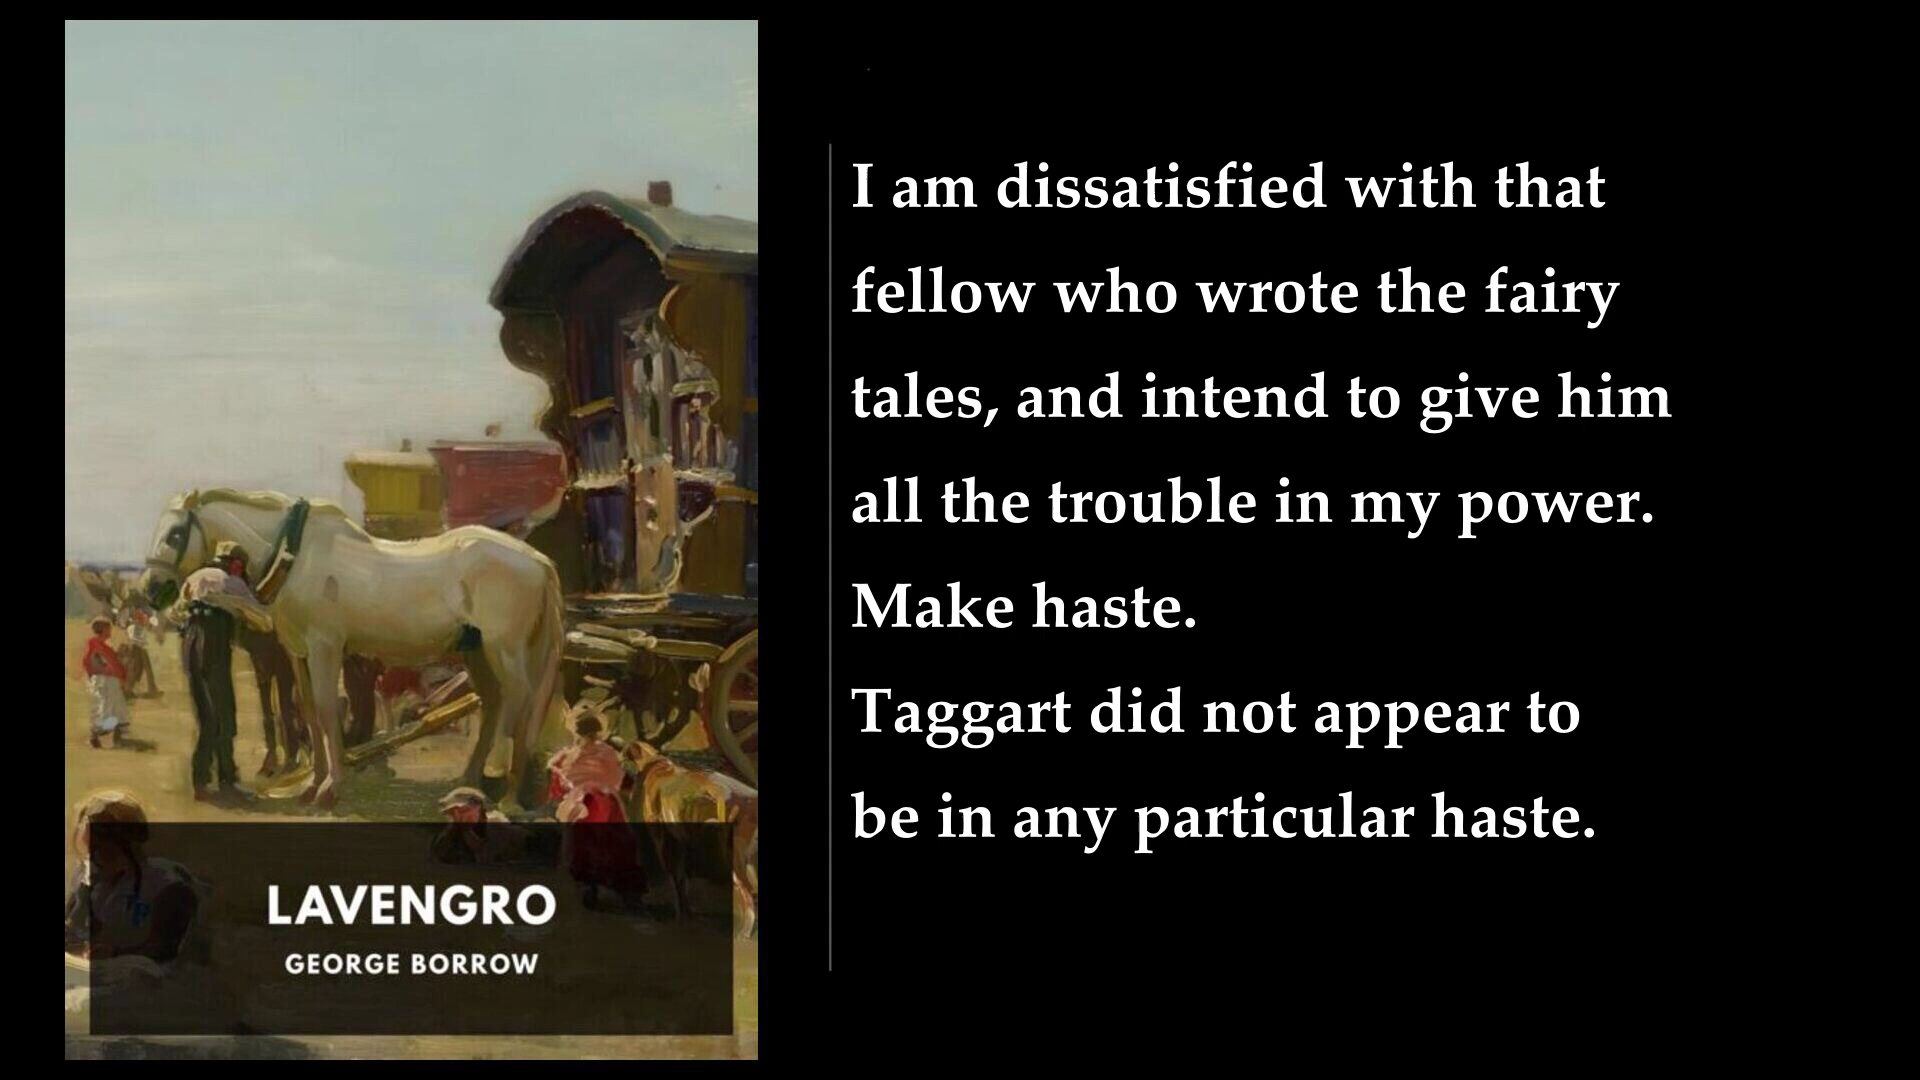 LAVENGRO
GEORGE BORROW
I am dissatisfied with that
fellow who wrote the fairy
tales, and intend to give him
all the trouble in my power.
Make haste.
Taggart did not appear to
be in any particular haste.